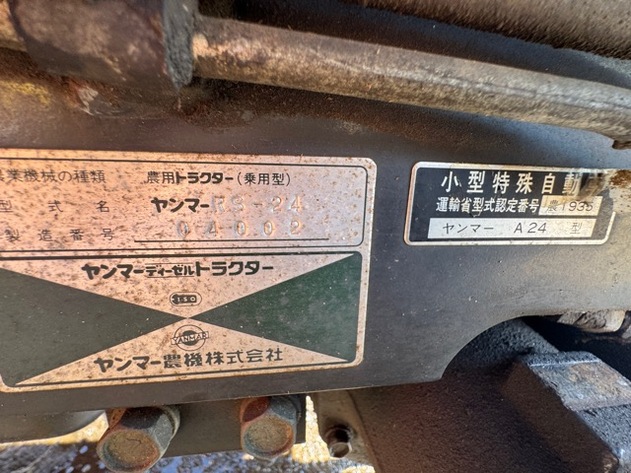 農業機械の種類 農用トラクター(乗用型)
型式名 ヤンマーRS-24
製造番号 04002
ヤンマーディーゼルトラクター
YANMAR
ヤンマー農機株式会社
小型特殊自動
運輸省型式認定番号 農1935
ヤンマー A24 型